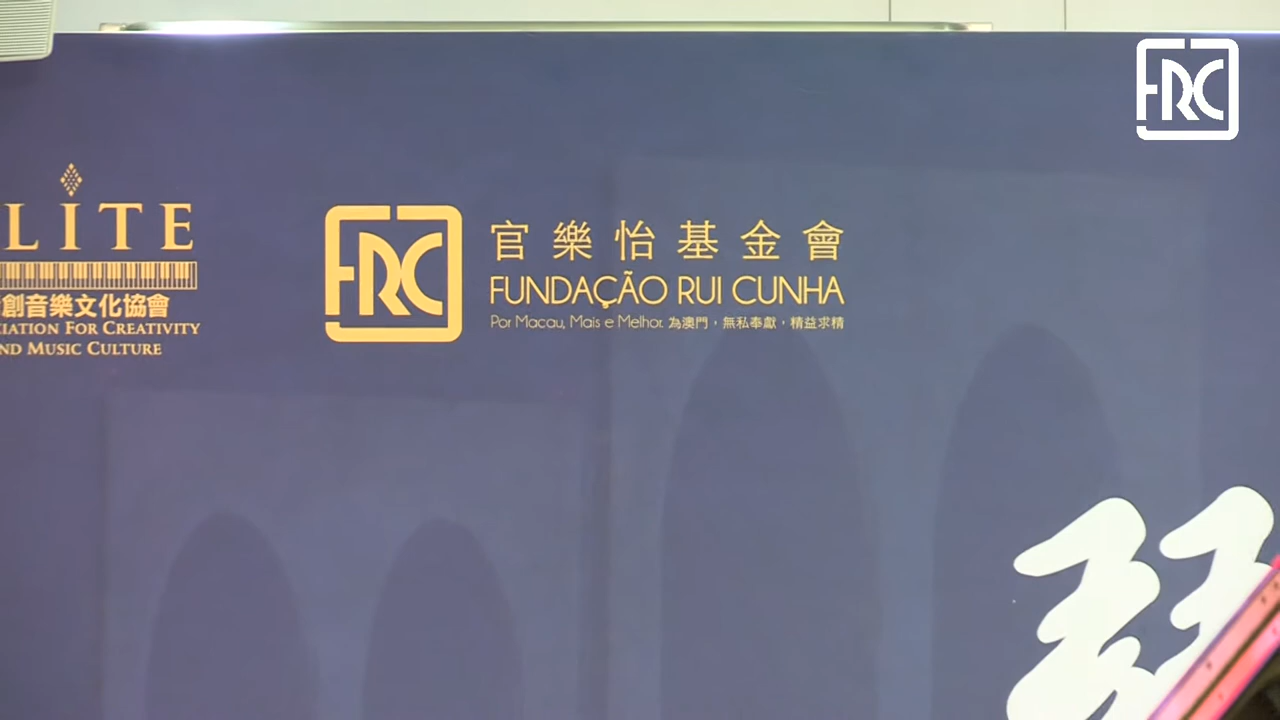 FRC
LITE
創音樂文化協會
CIATION FOR CREATIVITY
ND MUSIC CULTURE
FRC
官樂怡基金會
FUNDAÇÃO RUI CUNHA
Por Macau, Mais e Melhor. 為澳門，無私奉獻，精益求精